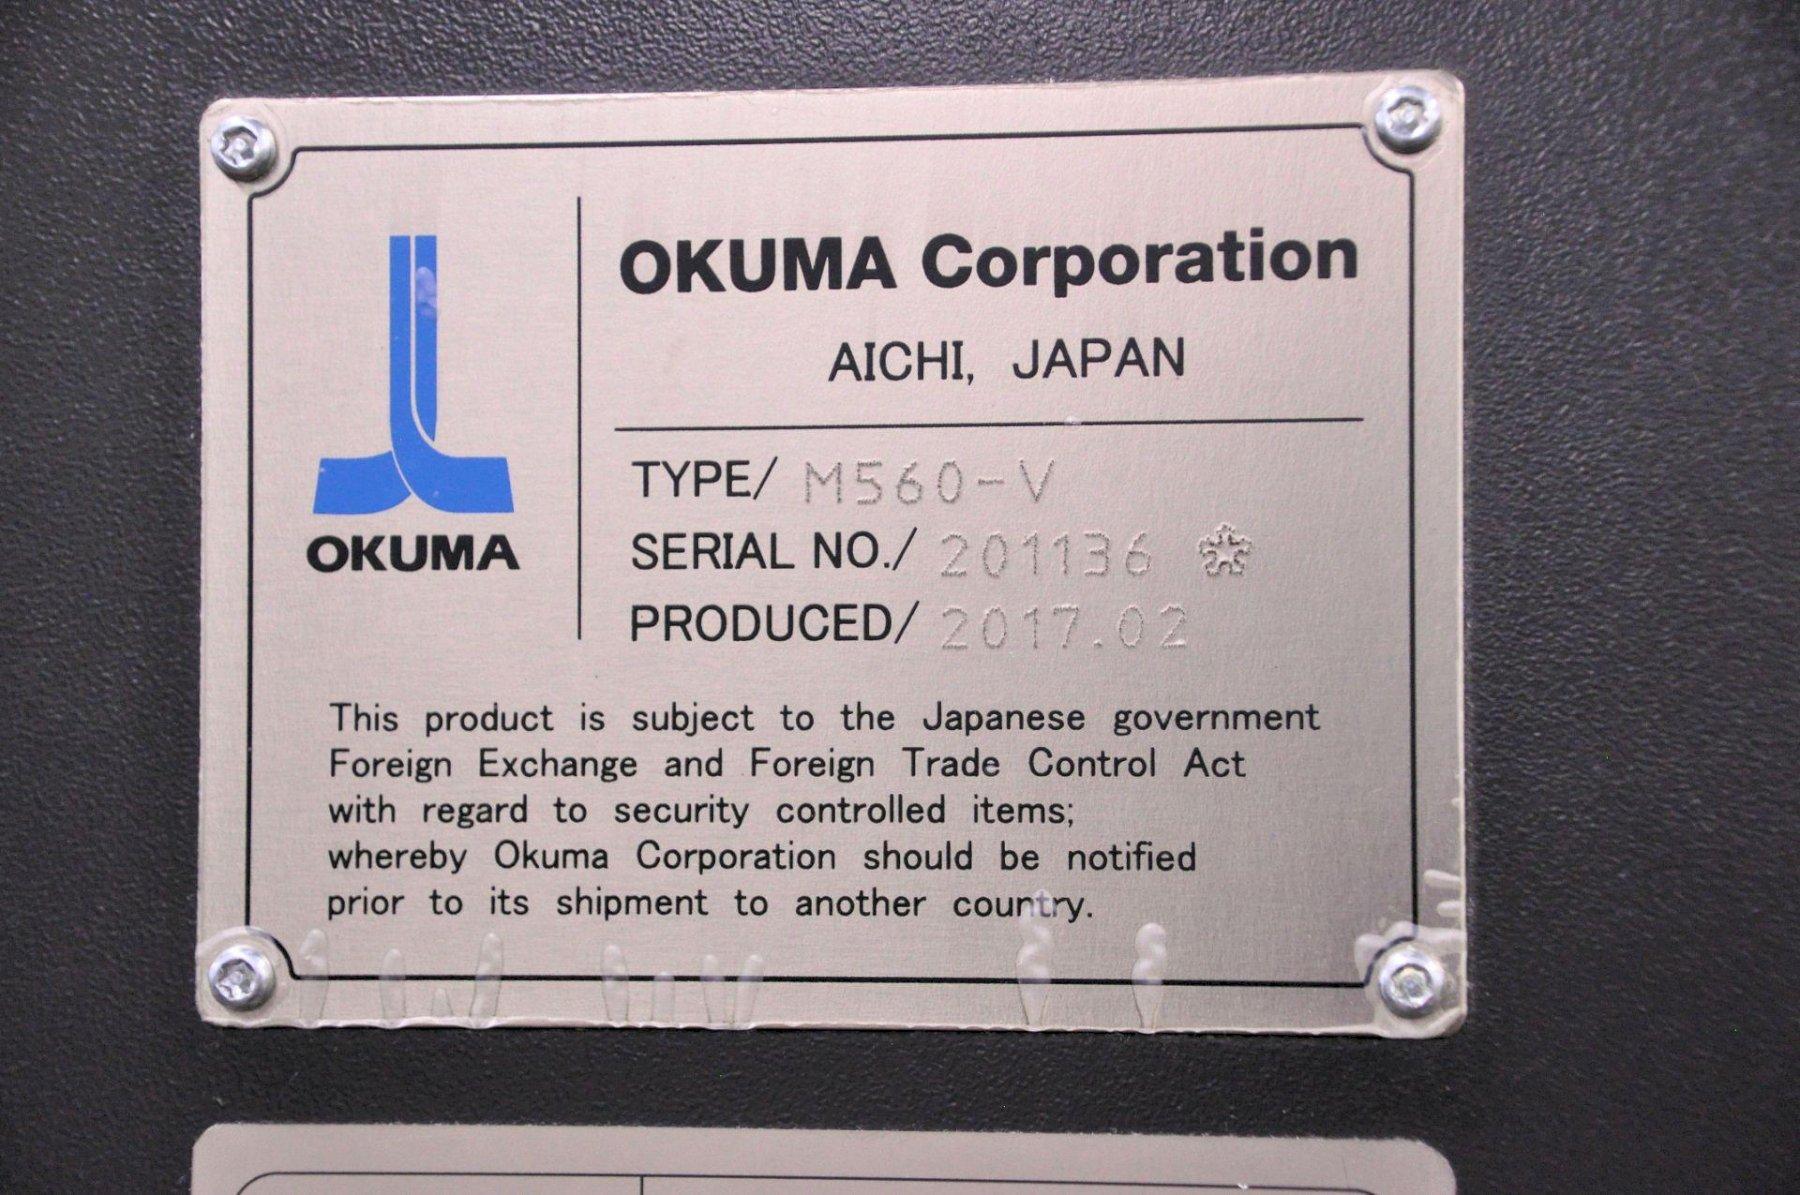 OKUMA
OKUMA Corporation
AICHI, JAPAN
TYPE/ M560-V
SERIAL NO./ 201136
PRODUCED/ 2017.02
This product is subject to the Japanese government
Foreign Exchange and Foreign Trade Control Act
with regard to security controlled items;
whereby Okuma Corporation should be notified
prior to its shipment to another country.